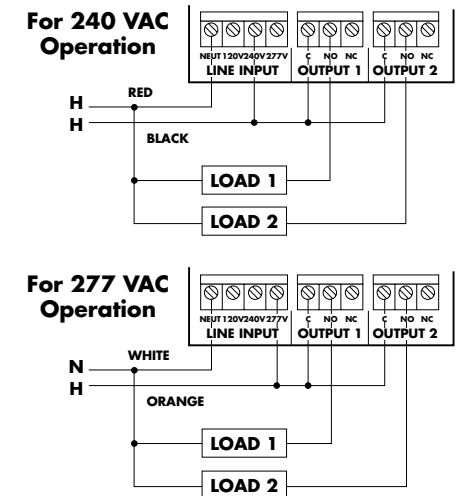 For 240 VAC
Operation
NEUT 120V 240V 277V C NO NC C NO NC
LINE INPUT OUTPUT 1 OUTPUT 2
RED
H
H
BLACK
LOAD 1
LOAD 2
For 277 VAC
Operation
NEUT 120V 240V 277V C NO NC C NO NC
LINE INPUT OUTPUT 1 OUTPUT 2
WHITE
N
H
ORANGE
LOAD 1
LOAD 2